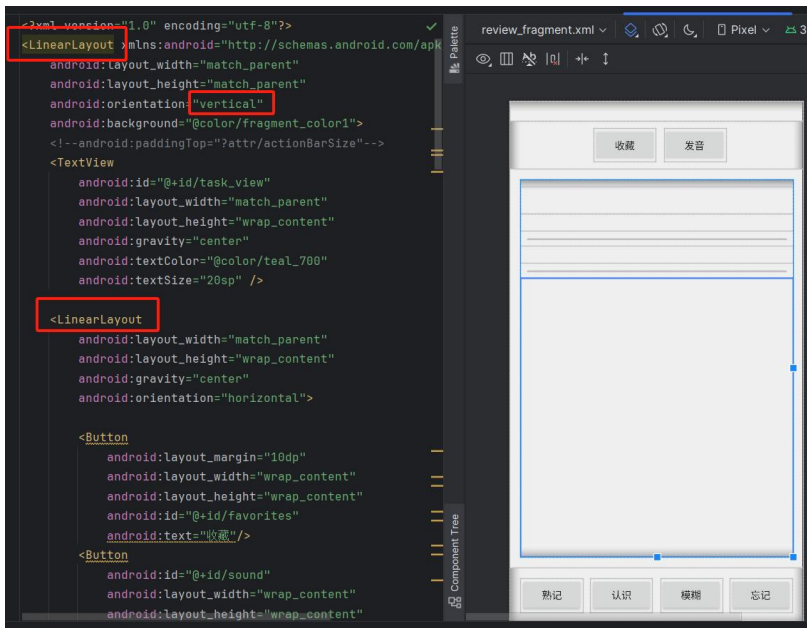 <?xml version="1.0" encoding="utf-8"?>
<LinearLayout xmlns:android="http://schemas.android.com/apk
android:layout_width="match_parent"
android:layout_height="match_parent"
android:orientation="vertical"
android:background="@color/fragment_color1">
<!--android:paddingTop="?attr/actionBarSize"-->
<TextView
android:id="@+id/task_view"
android:layout_width="match_parent"
android:layout_height="wrap_content"
android:gravity="center"
android:textColor="@color/teal_700"
android:textSize="20sp" />
<LinearLayout
android:layout_width="match_parent"
android:layout_height="wrap_content"
android:gravity="center"
android:orientation="horizontal">
<Button
android:layout_margin="10dp"
android:layout_width="wrap_content"
android:layout_height="wrap_content"
android:id="@+id/favorites"
android:text="收藏"/>
<Button
android:id="@+id/sound"
android:layout_width="wrap_content"
android:layout_height="wrap_content"
Palette
Component Tree
review_fragment.xml
Pixel
3
收藏 发音
熟记 认识 模糊 忘记